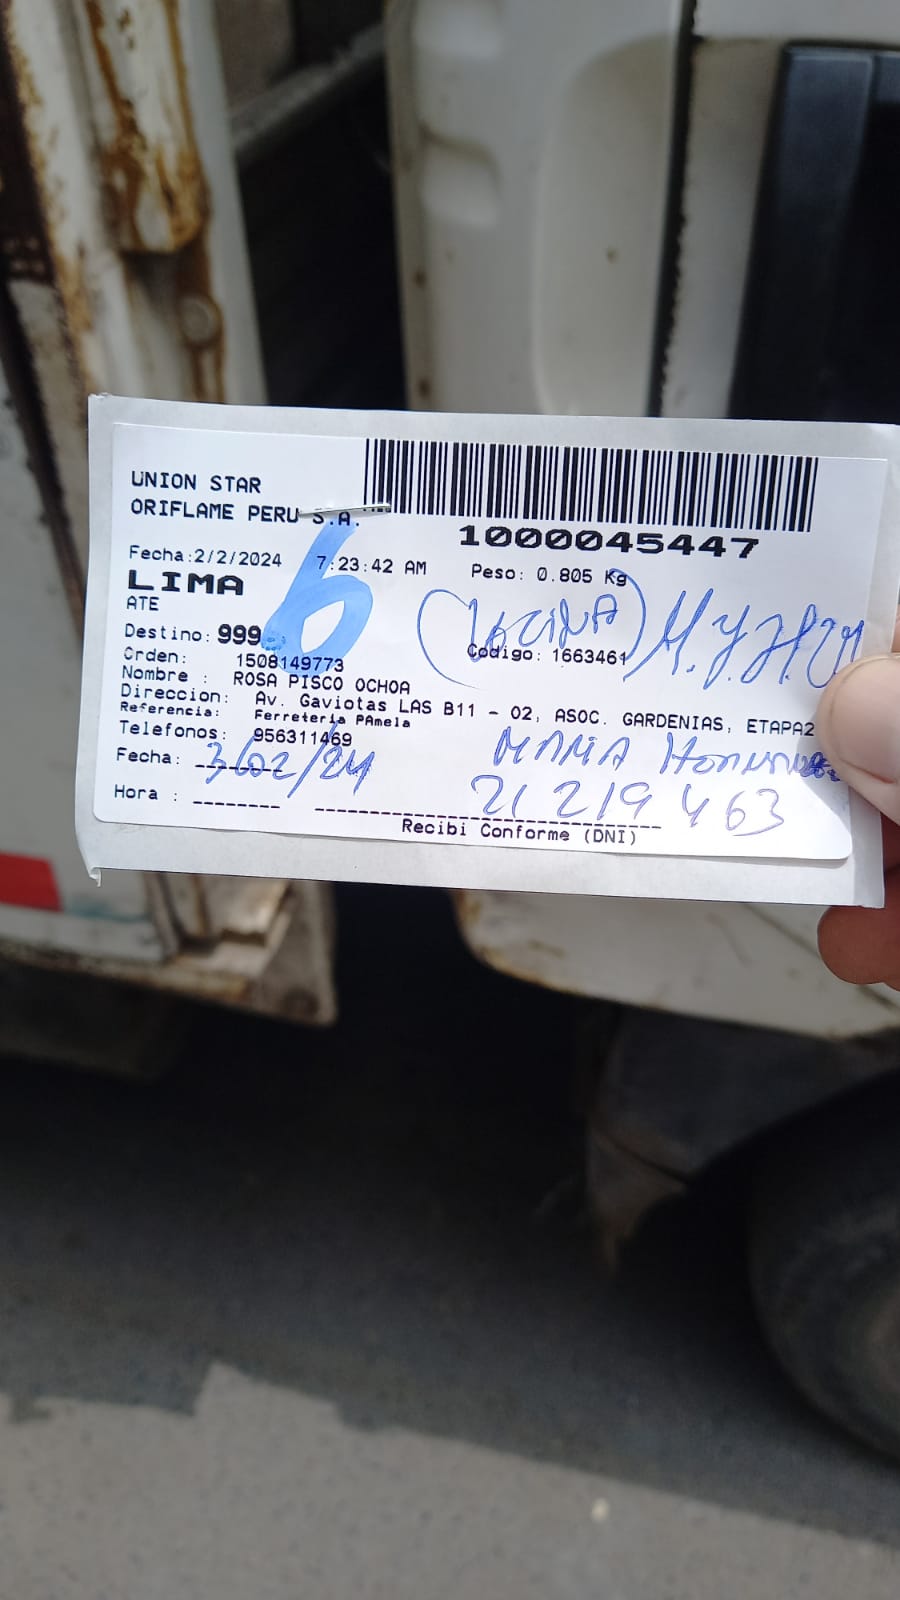 UNION STAR
ORIFLAME PERU S.A.
1000045447
Fecha:2/2/2024 7:23:42 AM Peso: 0.805 Kg
LIMA
ATE
6
(VECINA)
Destino: 999
Codigo: 1663461
Orden: 1508149773
Nombre : ROSA PISCO OCHOA
Direccion: Av. Gaviotas LAS B11 - 02, ASOC. GARDENIAS, ETAPA2
Referencia: Ferreteria PAmela
Telefonos: 956311469
MARIA
Fecha: 3/02/24
21219463
Hora : ________
Recibi Conforme (DNI)